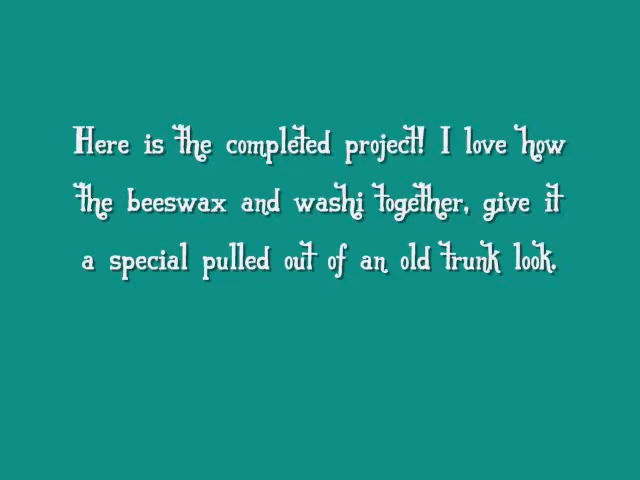 Here is the completed project! I love how
the beeswax and washi together, give it
a special pulled out of an old trunk look.